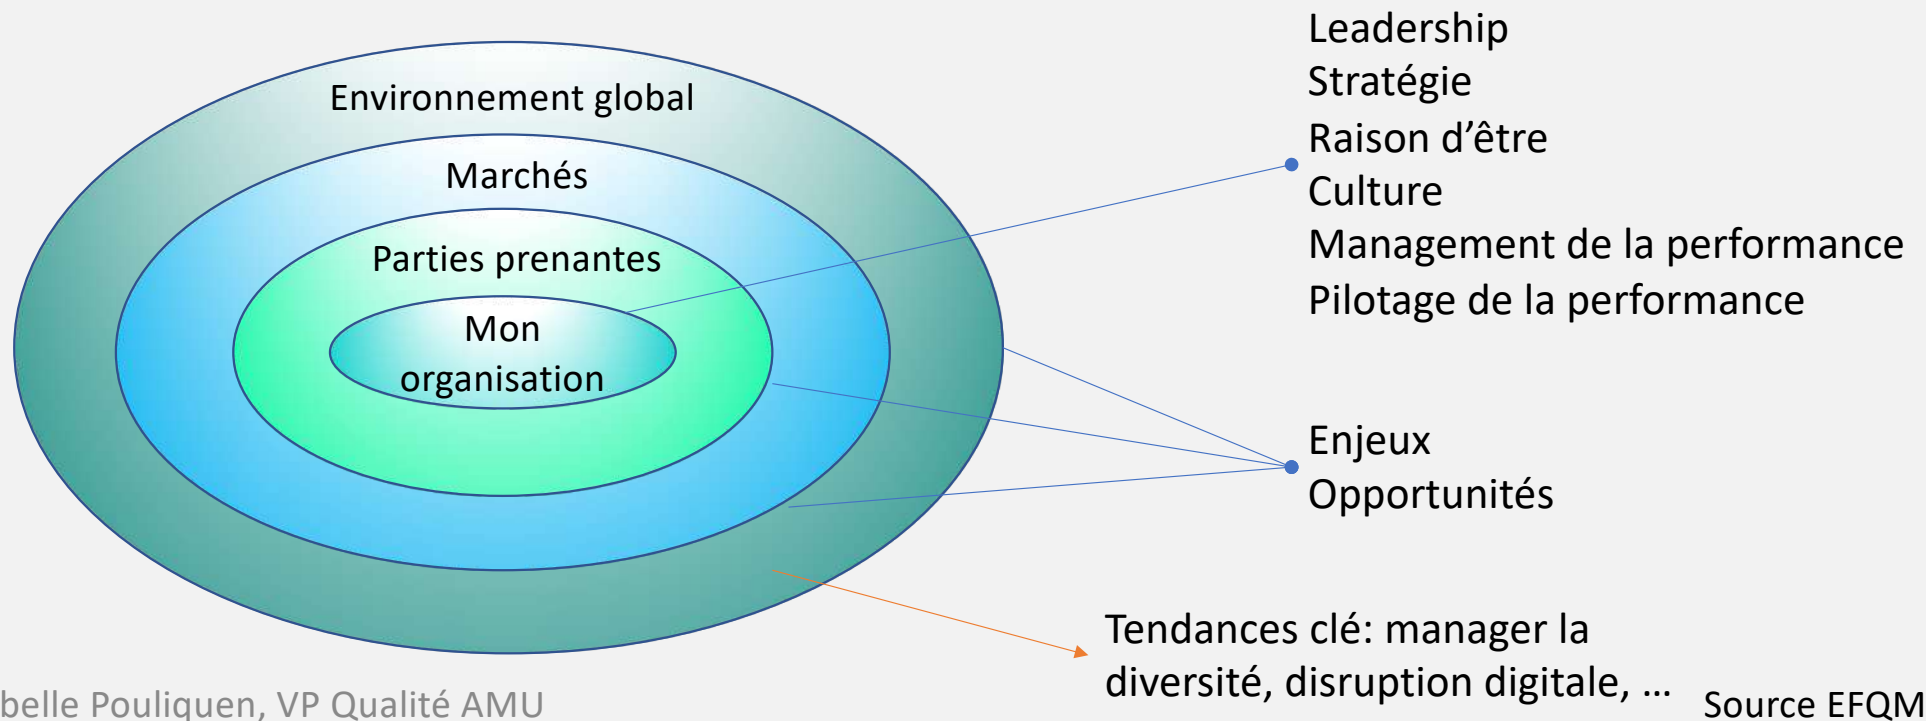 Environnement global
Marchés
Parties prenantes
Mon
organisation
Leadership
Stratégie
Raison d’être
Culture
Management de la performance
Pilotage de la performance
Enjeux
Opportunités
Tendances clé: manager la
diversité, disruption digitale, …
belle Pouliquen, VP Qualité AMU
Source EFQM